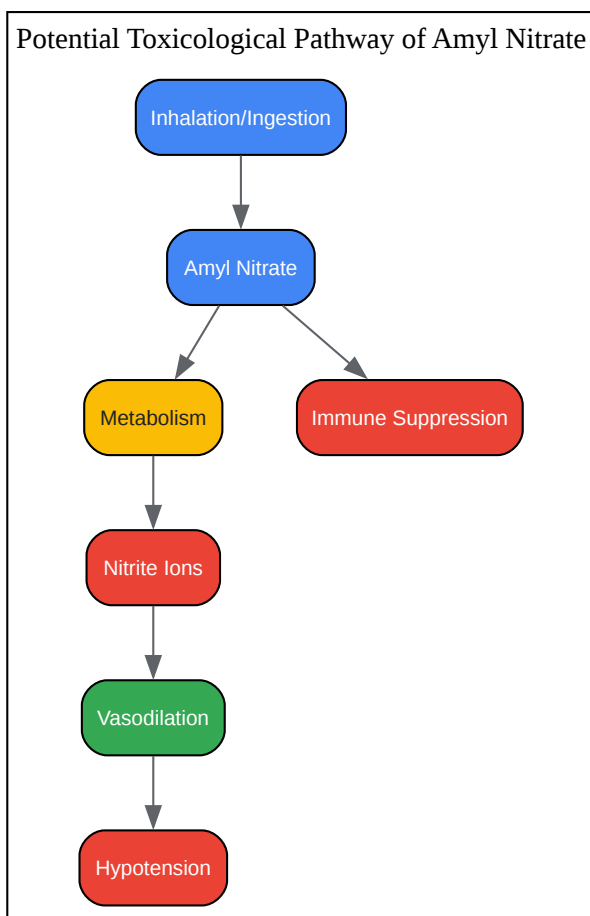 Potential Toxicological Pathway of Amyl Nitrate
Inhalation/Ingestion
Amyl Nitrate
Metabolism
Immune Suppression
Nitrite Ions
Vasodilation
Hypotension